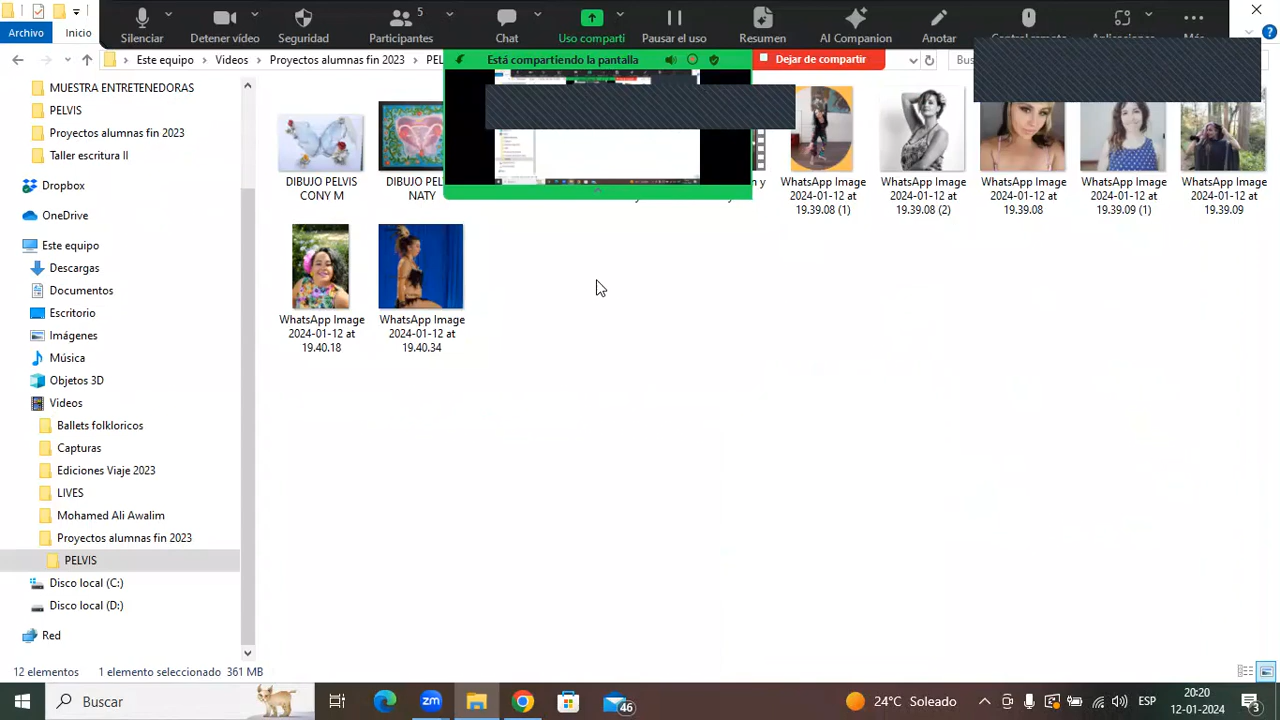 5
Silenciar
Detener video
Seguridad
Participantes
Chat
Uso comparti
Pausar el uso
Resumen
AI Companion
Anotar
Más
Archivo
Inicio
Este equipo
Videos
Proyectos alumnas fin 2023
PEL
Está compartiendo la pantalla
Dejar de compartir
MUESTRA ENTRETENEDORAS
PELVIS
Proyectos alumnas fin 2023
Taller escritura II
Dropbox
OneDrive
Este equipo
Descargas
Documentos
Escritorio
Imágenes
Música
Objetos 3D
Videos
Ballets folkloricos
Capturas
Ediciones Viaje 2023
LIVES
Mohamed Ali Awalim
Proyectos alumnas fin 2023
PELVIS
Disco local (C:)
Disco local (D:)
Red
DIBUJO PELVIS
CONY M
DIBUJO PEL
NATY
y
WhatsApp Image
2024-01-12 at
19.39.08 (1)
WhatsApp Image
2024-01-12 at
19.39.08 (2)
WhatsApp Image
2024-01-12 at
19.39.08
WhatsApp Image
2024-01-12 at
19.39.09 (1)
WhatsApp Image
2024-01-12 at
19.39.09
WhatsApp Image
2024-01-12 at
19.40.18
WhatsApp Image
2024-01-12 at
19.40.34
12 elementos
1 elemento seleccionado 361 MB
Buscar
zm
46
24°C Soleado
ESP
20:20
12-01-2024
3